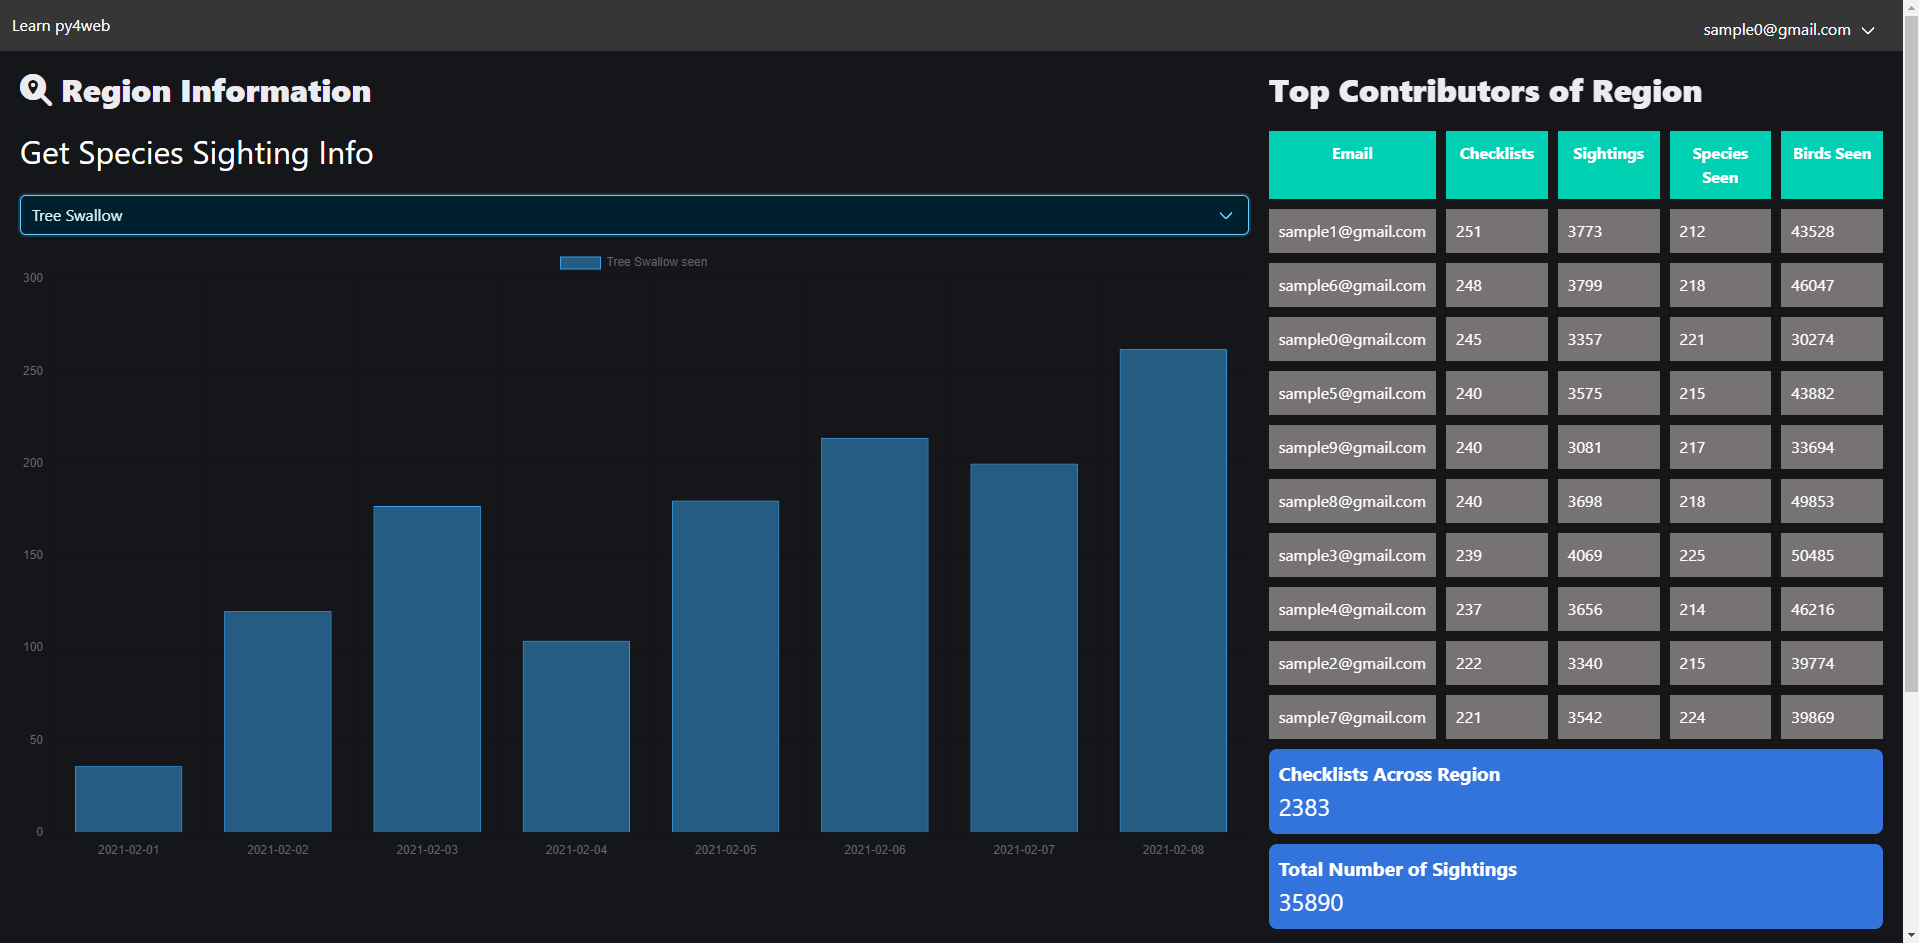 Learn py4web
sample0@gmail.com
Region Information
Get Species Sighting Info
Tree Swallow
Tree Swallow seen
300
250
200
150
100
50
0
2021-02-01 2021-02-02 2021-02-03 2021-02-04 2021-02-05 2021-02-06 2021-02-07 2021-02-08
Top Contributors of Region
Email Checklists Sightings Species Seen Birds Seen
sample1@gmail.com 251 3773 212 43528
sample6@gmail.com 248 3799 218 46047
sample0@gmail.com 245 3357 221 30274
sample5@gmail.com 240 3575 215 43882
sample9@gmail.com 240 3081 217 33694
sample8@gmail.com 240 3698 218 49853
sample3@gmail.com 239 4069 225 50485
sample4@gmail.com 237 3656 214 46216
sample2@gmail.com 222 3340 215 39774
sample7@gmail.com 221 3542 224 39869
Checklists Across Region
2383
Total Number of Sightings
35890